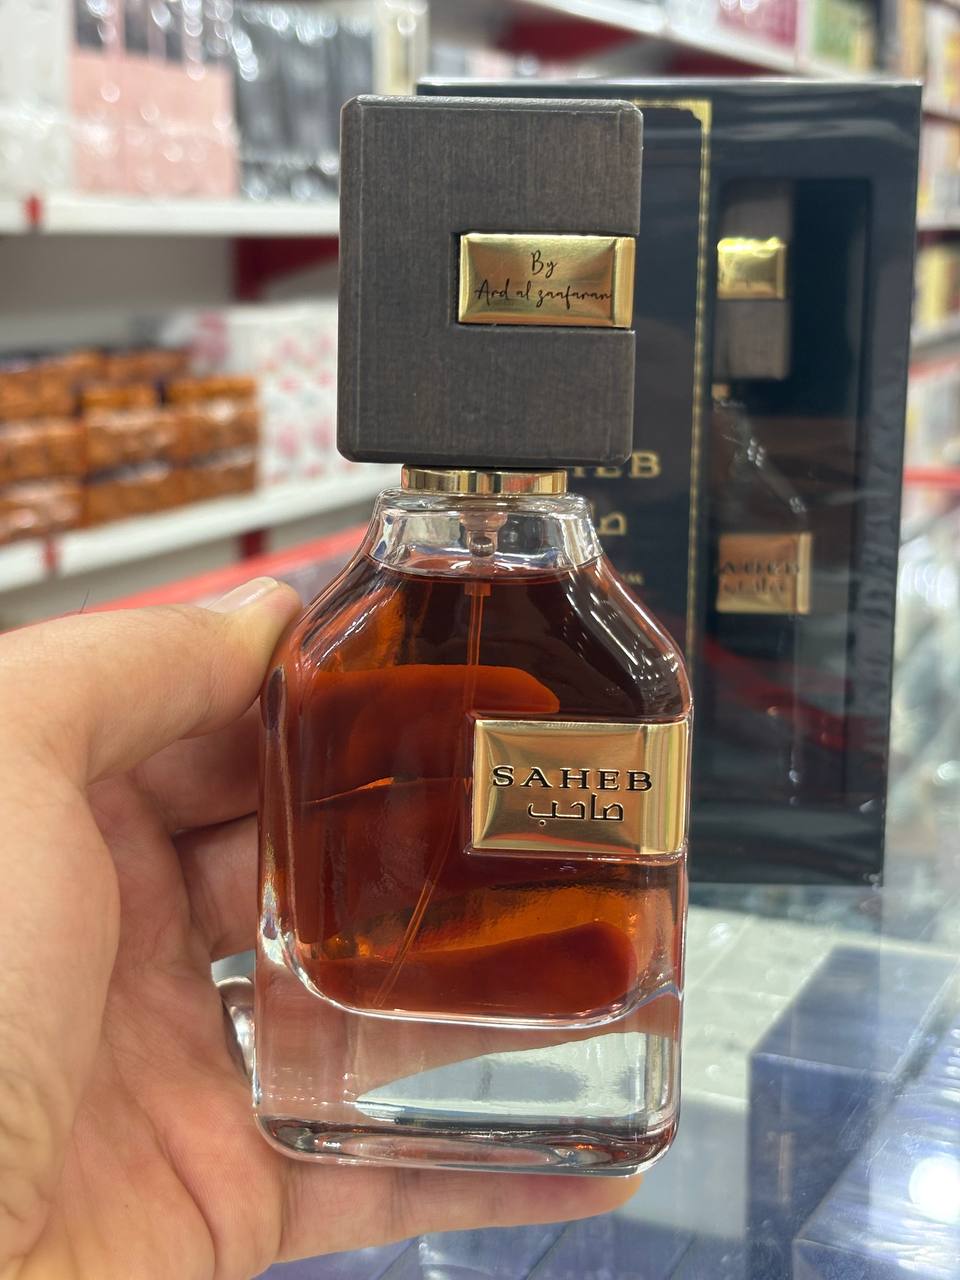 By
Ard al zaafaran
SAHEB
صاحب